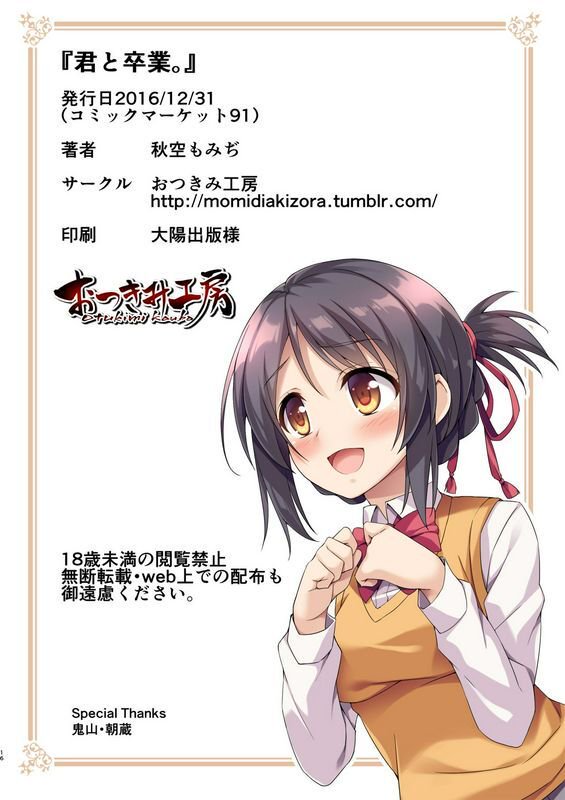 『君と卒業。』
発行日2016/12/31
(コミックマーケット91)
著者 秋空もみぢ
サークル おつきみ工房
http://momidiakizora.tumblr.com/
印刷 大陽出版様
おつきみ工房
Otukimi Koubo
18歳未満の閲覧禁止
無断転載・web上での配布も
御遠慮ください。
Special Thanks
鬼山・朝蔵
16